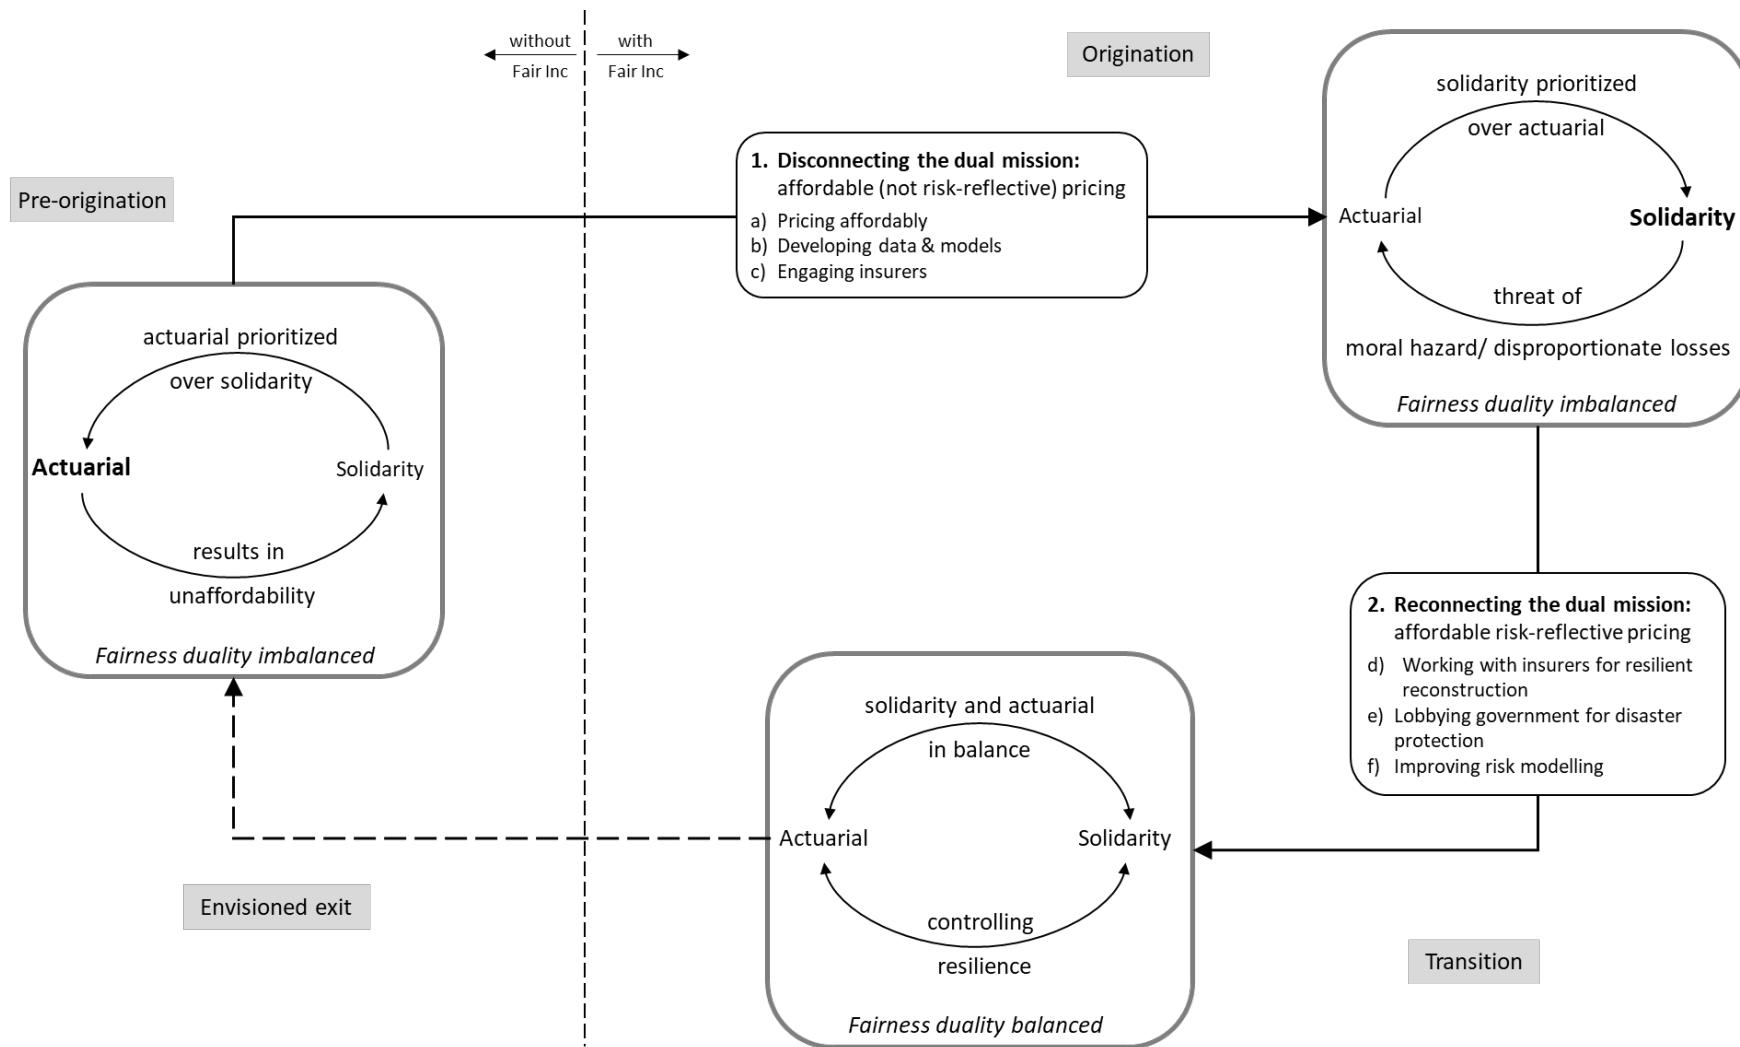 without
Fair Inc
with
Fair Inc
Origination
Pre-origination
actuarial prioritized
over solidarity
Actuarial
Solidarity
results in
unaffordability
Fairness duality imbalanced
1. Disconnecting the dual mission:
affordable (not risk-reflective) pricing
a) Pricing affordably
b) Developing data & models
c) Engaging insurers
solidarity prioritized
over actuarial
Actuarial
Solidarity
threat of
moral hazard/ disproportionate losses
Fairness duality imbalanced
2. Reconnecting the dual mission:
affordable risk-reflective pricing
d) Working with insurers for resilient
reconstruction
e) Lobbying government for disaster
protection
f) Improving risk modelling
Transition
solidarity and actuarial
in balance
Actuarial
Solidarity
controlling
resilience
Fairness duality balanced
Envisioned exit